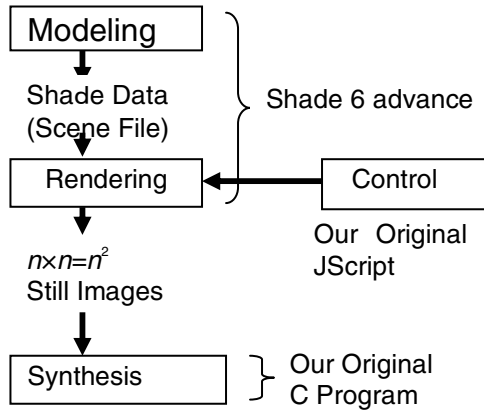 Modeling
Shade Data
(Scene File)
Shade 6 advance
Rendering
Control
Our Original
JScript
n×n=n²
Still Images
Synthesis
Our Original
C Program